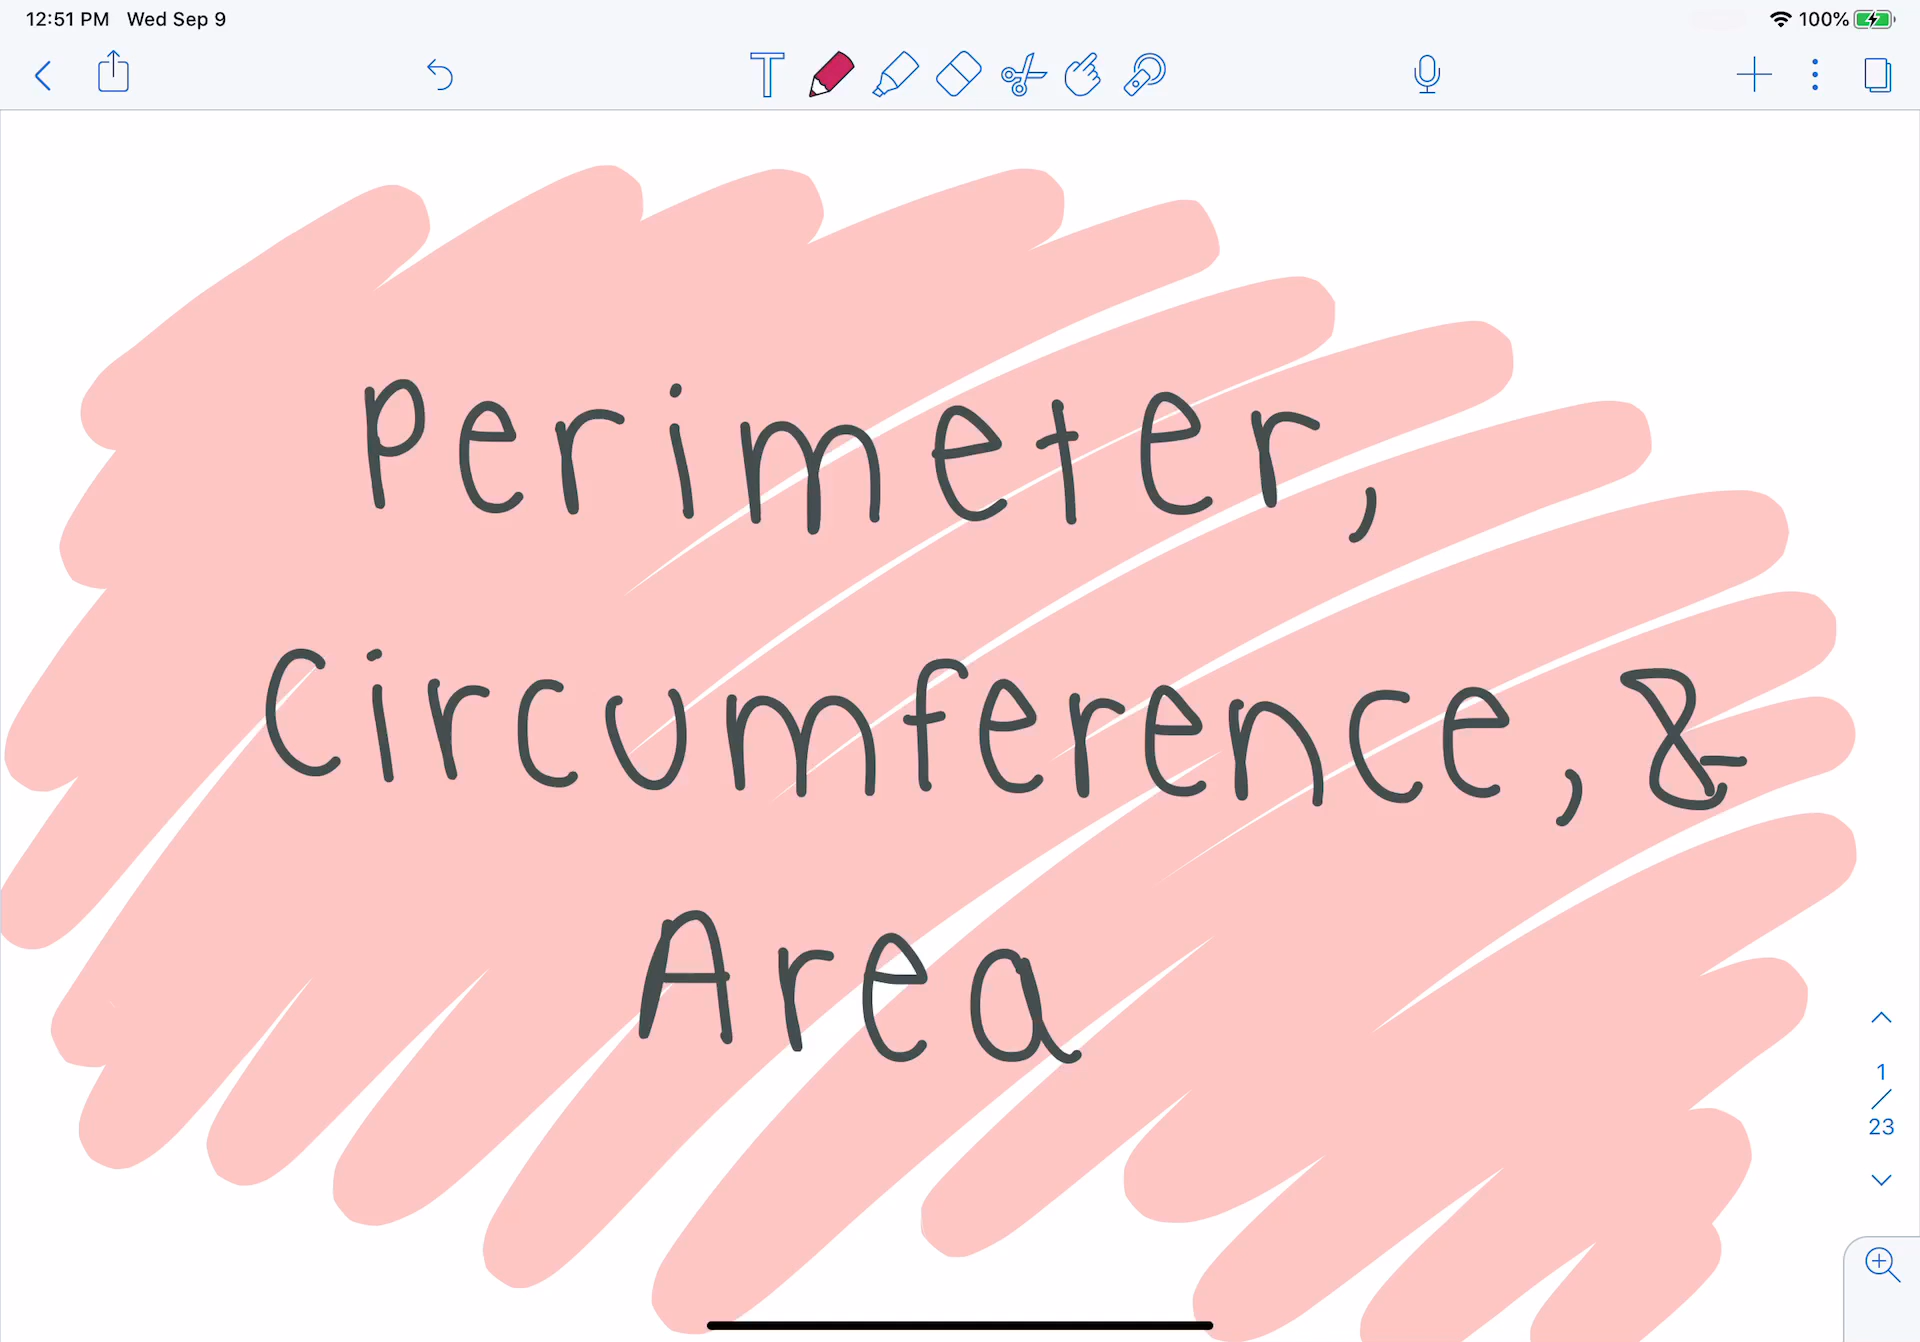 12:51 PM Wed Sep 9 100%
T
Perimeter,
Circumference, &
Area
1
/
23